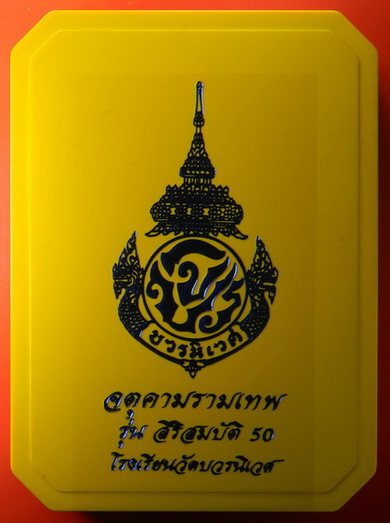 บวรนิเวศ
จตุคามรามเทพ
รุ่น สิริสมบัติ 50
โรงเรียนวัดบวรนิเวศ